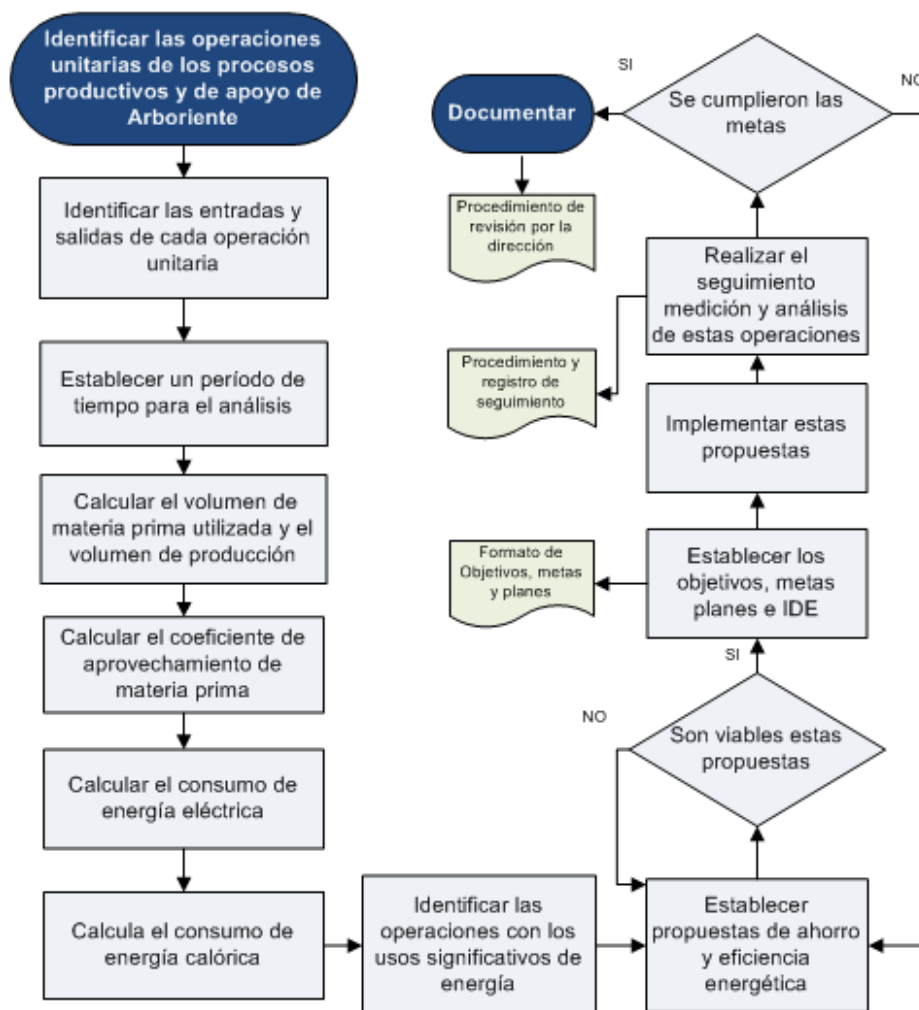 Identificar las operaciones
unitarias de los procesos
productivos y de apoyo de
Arboriente
Identificar las entradas y
salidas de cada operación
unitaria
Establecer un período de
tiempo para el análisis
Calcular el volumen de
materia prima utilizada y el
volumen de producción
Calcular el coeficiente de
aprovechamiento de
materia prima
Calcular el consumo de
energía eléctrica
Calcula el consumo de
energía calórica
Identificar las
operaciones con los
usos significativos de
energía
Establecer
propuestas de ahorro
y eficiencia
energética
Son viables estas
propuestas
NO
SI
Establecer los
objetivos, metas
planes e IDE
Formato de
Objetivos, metas
y planes
Implementar estas
propuestas
Realizar el
seguimiento
medición y análisis
de estas operaciones
Procedimiento y
registro de
seguimiento
Se cumplieron las
metas
SI
NO
Documentar
Procedimiento de
revisión por la
dirección